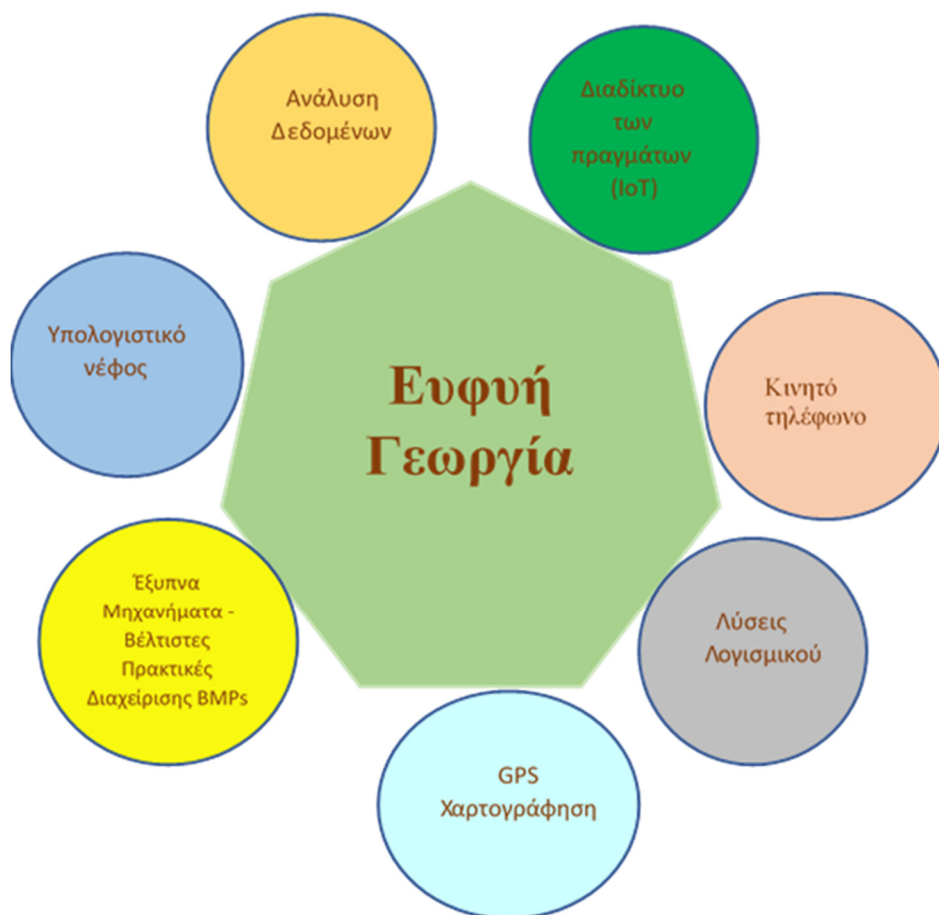 Ανάλυση
Δεδομένων
Διαδίκτυο
των
πραγμάτων
(IoT)
Υπολογιστικό
νέφος
Ευφυή
Γεωργία
Κινητό
τηλέφωνο
Έξυπνα
Μηχανήματα -
Βέλτιστες
Πρακτικές
Διαχείρισης BMPs
Λύσεις
Λογισμικού
GPS
Χαρτογράφηση